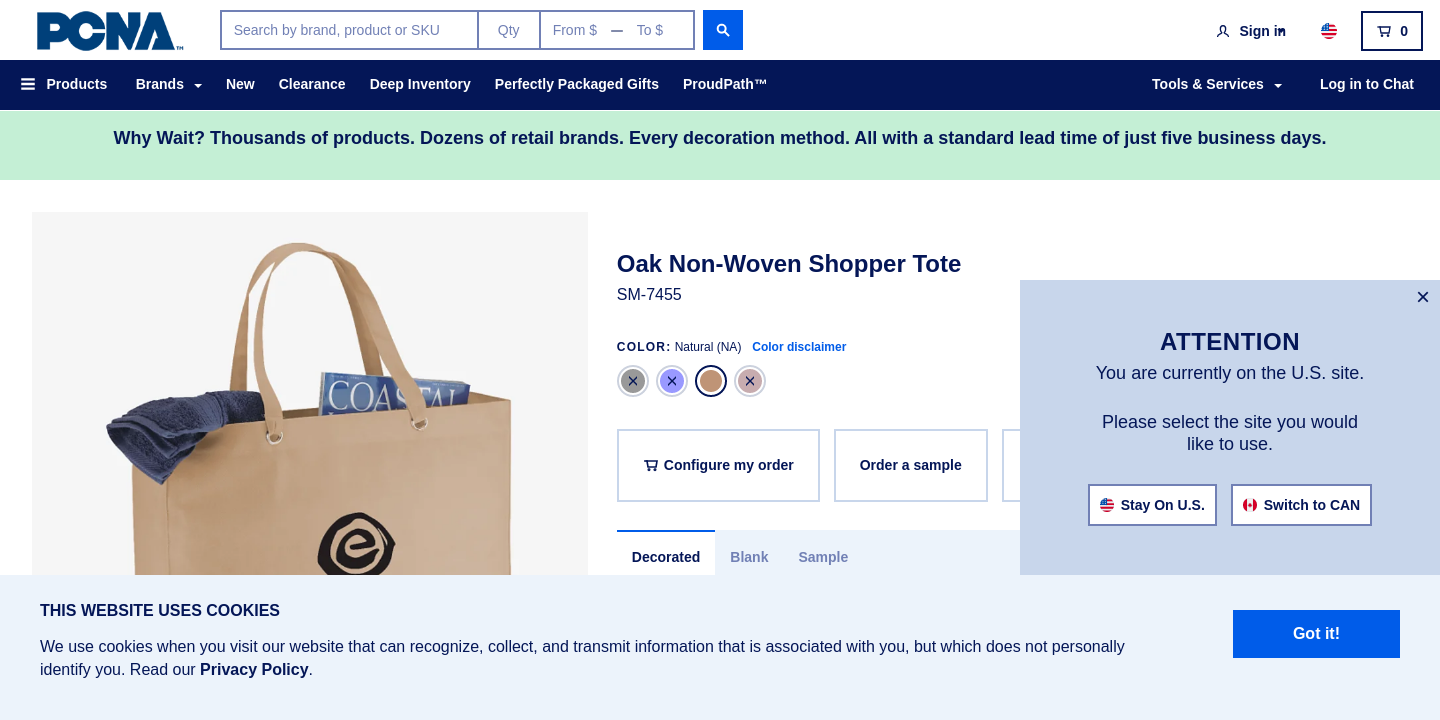 PCNA™
Search by brand, product or SKU
Qty
From $ — To $
Sign in
0
Products
Brands
New
Clearance
Deep Inventory
Perfectly Packaged Gifts
ProudPath™
Tools & Services
Log in to Chat
Why Wait? Thousands of products. Dozens of retail brands. Every decoration method. All with a standard lead time of just five business days.
COASTAL
Oak Non-Woven Shopper Tote
SM-7455
COLOR: Natural (NA) Color disclaimer
Configure my order
Order a sample
Decorated
Blank
Sample
ATTENTION
You are currently on the U.S. site.
Please select the site you would
like to use.
Stay On U.S.
Switch to CAN
THIS WEBSITE USES COOKIES
We use cookies when you visit our website that can recognize, collect, and transmit information that is associated with you, but which does not personally
identify you. Read our Privacy Policy.
Got it!